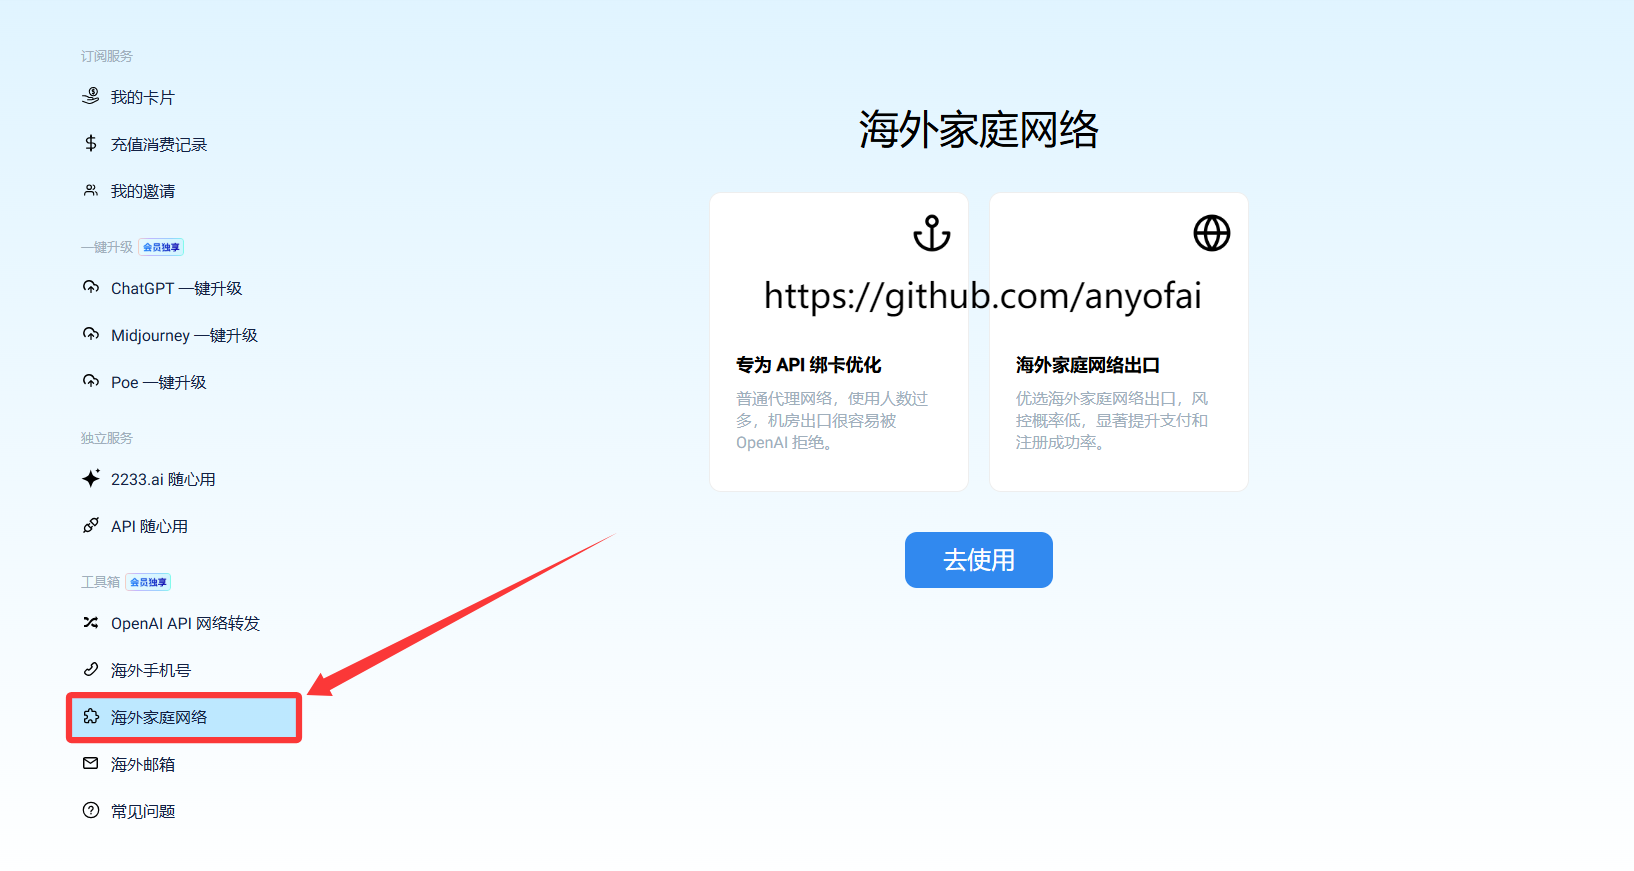 订阅服务
我的卡片
充值消费记录
我的邀请
一键升级 会员独享
ChatGPT 一键升级
Midjourney 一键升级
Poe 一键升级
独立服务
2233.ai 随心用
API 随心用
工具箱 会员独享
OpenAI API 网络转发
海外手机号
海外家庭网络
海外邮箱
常见问题
海外家庭网络
https://github.com/anyofai
专为 API 绑卡优化
普通代理网络，使用人数过
多，机房出口很容易被
OpenAI 拒绝。
海外家庭网络出口
优选海外家庭网络出口，风
控概率低，显著提升支付和
注册成功率。
去使用